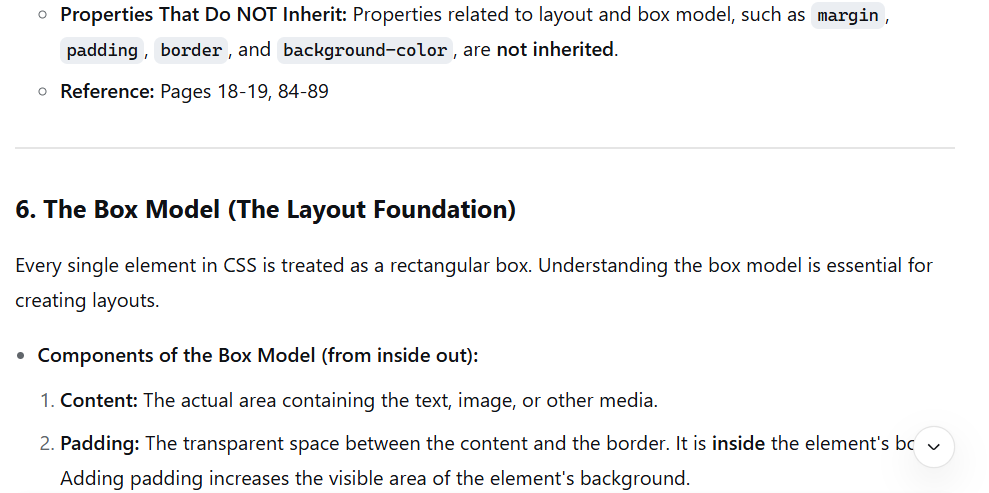 Properties That Do NOT Inherit: Properties related to layout and box model, such as margin,
padding, border, and background-color, are not inherited.
Reference: Pages 18-19, 84-89
6. The Box Model (The Layout Foundation)
Every single element in CSS is treated as a rectangular box. Understanding the box model is essential for
creating layouts.
Components of the Box Model (from inside out):
1. Content: The actual area containing the text, image, or other media.
2. Padding: The transparent space between the content and the border. It is inside the element's
Adding padding increases the visible area of the element's background.